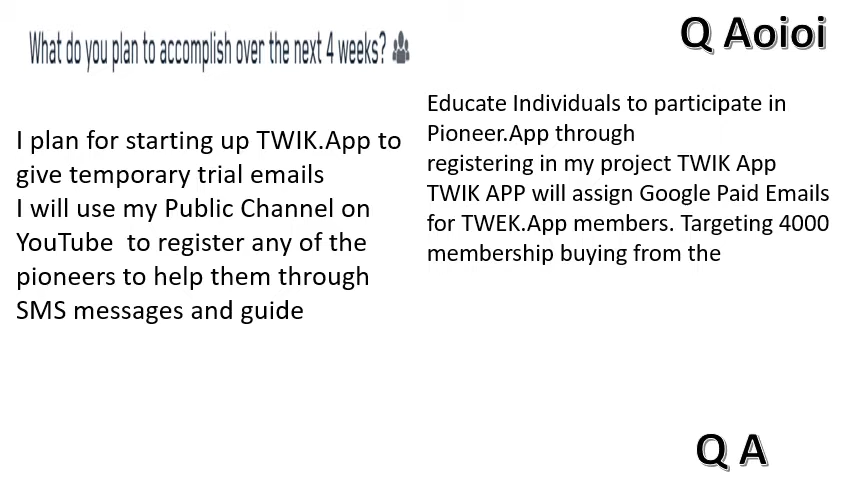 What do you plan to accomplish over the next 4 weeks?
Q Aoioi
I plan for starting up TWIK.App to
give temporary trial emails
I will use my Public Channel on
YouTube to register any of the
pioneers to help them through
SMS messages and guide
Educate Individuals to participate in
Pioneer.App through
registering in my project TWIK App
TWIK APP will assign Google Paid Emails
for TWEK.App members. Targeting 4000
membership buying from the
Q A